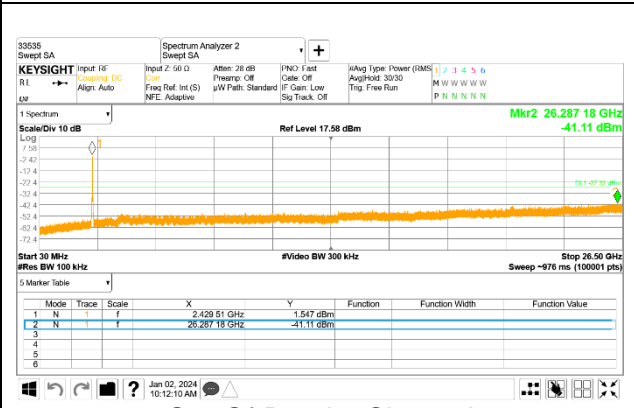 33535
Swept SA
Spectrum Analyzer 2
Swept SA
KEYSIGHT
RL
Input: RF
Coupling: DC
Align: Auto
Input Z: 50 Ω
Corr
Freq Ref: Int (S)
NFE: Adaptive
Atten: 28 dB
Preamp: Off
µW Path: Standard
PNO: Fast
Gate: Off
IF Gain: Low
Sig Track: Off
#Avg Type: Power (RMS
Avg|Hold: 30/30
Trig: Free Run
1 2 3 4 5 6
M W W W W W
P N N N N N
1 Spectrum
Mkr2 26.287 18 GHz
Scale/Div 10 dB
Ref Level 17.58 dBm
-41.11 dBm
Log
7.58
-2.42
-12.4
-22.4
-32.4
-42.4
-52.4
-62.4
-72.4
1
Start 30 MHz
#Video BW 300 kHz
Stop 26.50 GHz
#Res BW 100 kHz
Sweep ~976 ms (100001 pts)
5 Marker Table
Mode Trace Scale X Y Function Function Width Function Value
1 N 1 f 2.429 51 GHz 1.547 dBm
2 N 1 f 26.287 18 GHz -41.11 dBm
3
4
5
6
?
Jan 02, 2024
10:12:10 AM